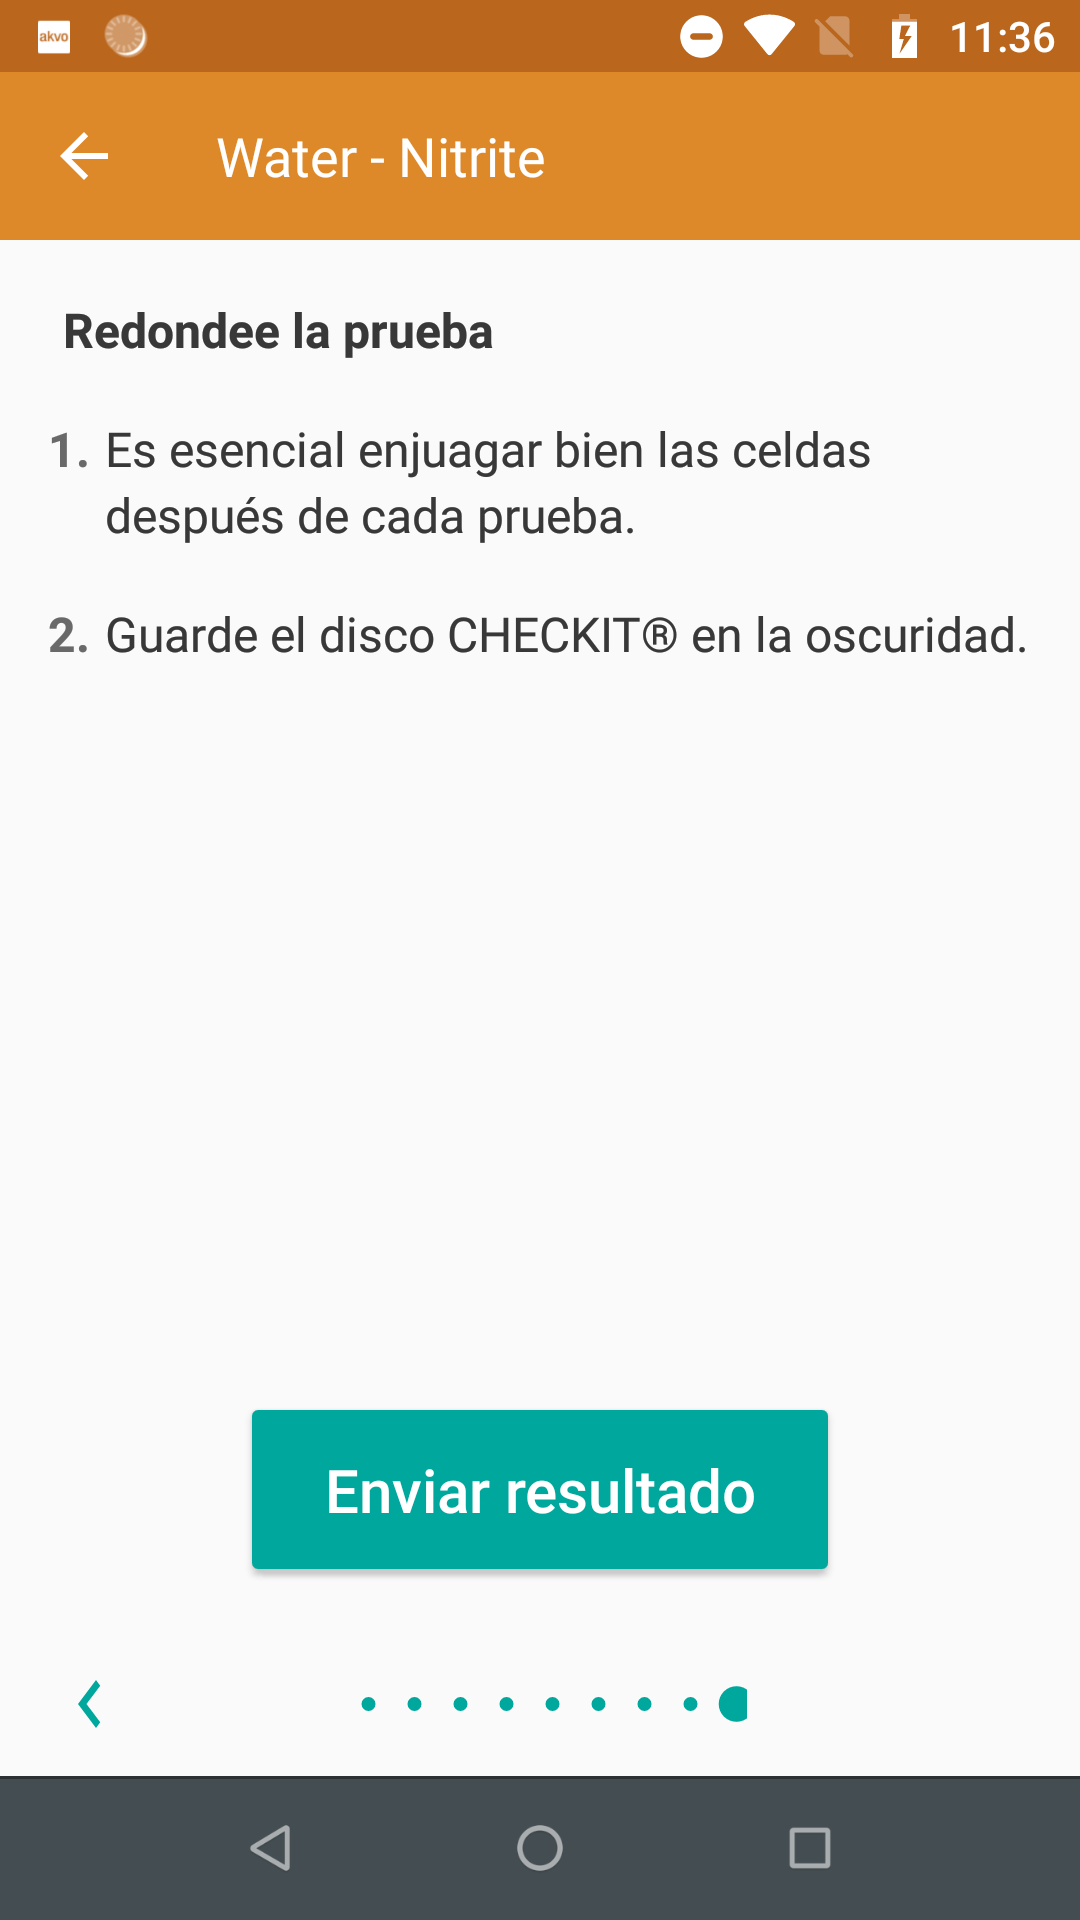 akvo
11:36
Water - Nitrite
Redondee la prueba
1. Es esencial enjuagar bien las celdas
después de cada prueba.
2. Guarde el disco CHECKIT® en la oscuridad.
Enviar resultado